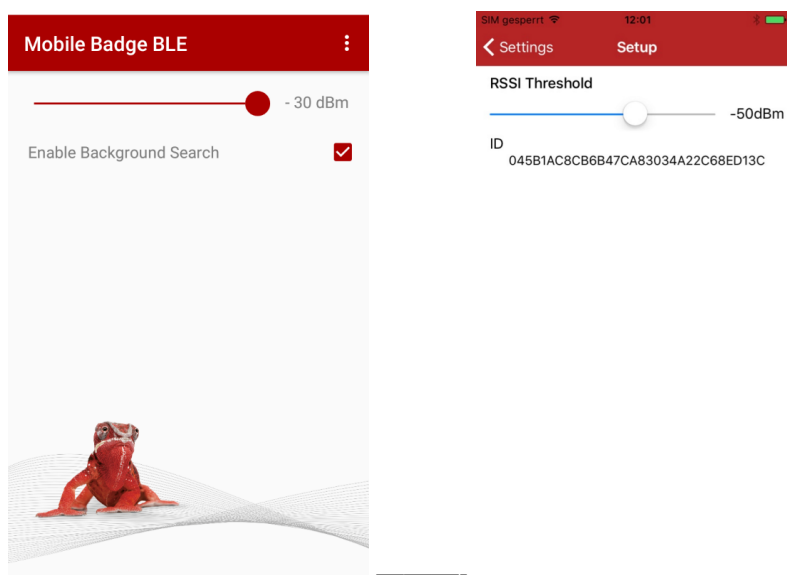 Mobile Badge BLE
- 30 dBm
Enable Background Search
SIM gesperrt 12:01
Settings Setup
RSSI Threshold
-50dBm
ID
045B1AC8CB6B47CA83034A22C68ED13C